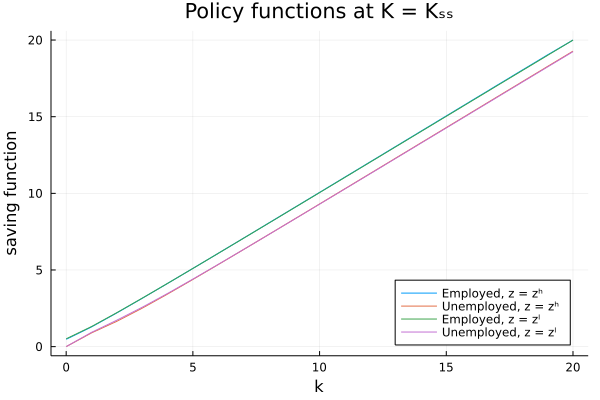 Policy functions at K = Kₛₛ
saving function
20
15
10
5
0
0 5 10 15 20
k
Employed, z = zʰ
Unemployed, z = zʰ
Employed, z = zˡ
Unemployed, z = zˡ